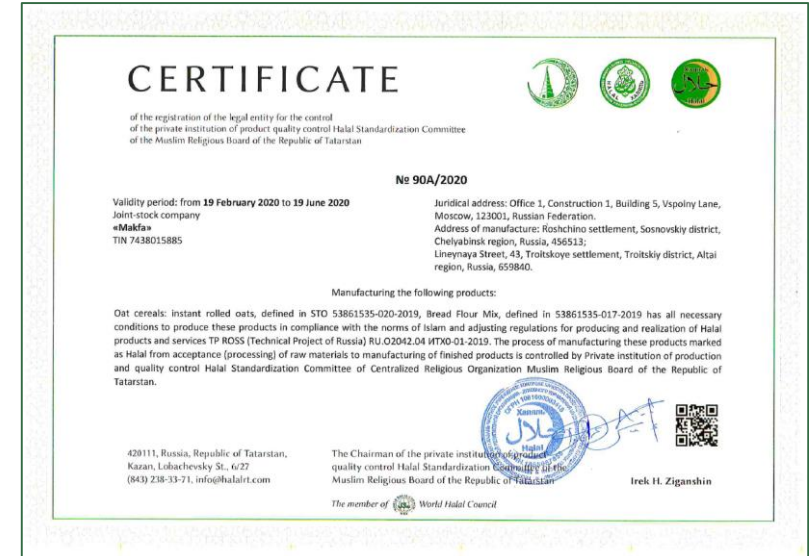 CERTIFICATE
of the registration of the legal entity for the control
of the private institution of product quality control Halal Standardization Committee
of the Muslim Religious Board of the Republic of Tatarstan
№ 90A/2020
Validity period: from 19 February 2020 to 19 June 2020
Joint-stock company
«Makfa»
TIN 7438015885
Juridical address: Office 1, Construction 1, Building 5, Vspolny Lane,
Moscow, 123001, Russian Federation.
Address of manufacture: Roshchino settlement, Sosnovskiy district,
Chelyabinsk region, Russia, 456513;
Lineynaya Street, 43, Troitskoye settlement, Troitskiy district, Altai
region, Russia, 659840.
Manufacturing the following products:
Oat cereals: instant rolled oats, defined in STO 53861535-020-2019, Bread Flour Mix, defined in 53861535-017-2019 has all necessary
conditions to produce these products in compliance with the norms of Islam and adjusting regulations for producing and realization of Halal
products and services TP ROSS (Technical Project of Russia) RU.O2042.04 ИТХ0-01-2019. The process of manufacturing these products marked
as Halal from acceptance (processing) of raw materials to manufacturing of finished products is controlled by Private institution of production
and quality control Halal Standardization Committee of Centralized Religious Organization Muslim Religious Board of the Republic of
Tatarstan.
Халяль
حلال
Halal
420111, Russia, Republic of Tatarstan,
Kazan, Lobachevsky St., 6/27
(843) 238-33-71, info@halalrt.com
The Chairman of the private institution of product
quality control Halal Standardization Committee of the
Muslim Religious Board of the Republic of Tatarstan
Irek H. Ziganshin
The member of World Halal Council